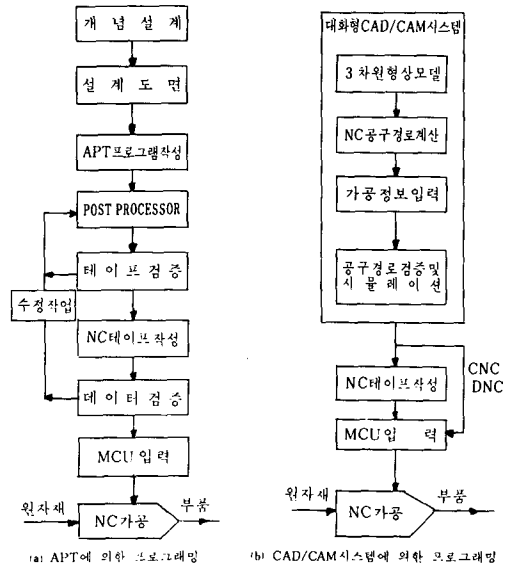 개념설계
설계도면
APT프로그램작성
POST PROCESSOR
테이프검증
수정작업
NC테이프작성
데이터검증
MCU입력
원자재
NC가공
부품
(a) APT에 의한 프로그래밍
대화형CAD/CAM시스템
3차원형상모델
NC공구경로계산
가공정보입력
공구경로검증및
시뮬레이션
CNC
DNC
NC테이프작성
MCU입 력
원자재
NC가공
부품
(b) CAD/CAM시스템에 의한 프로그래밍